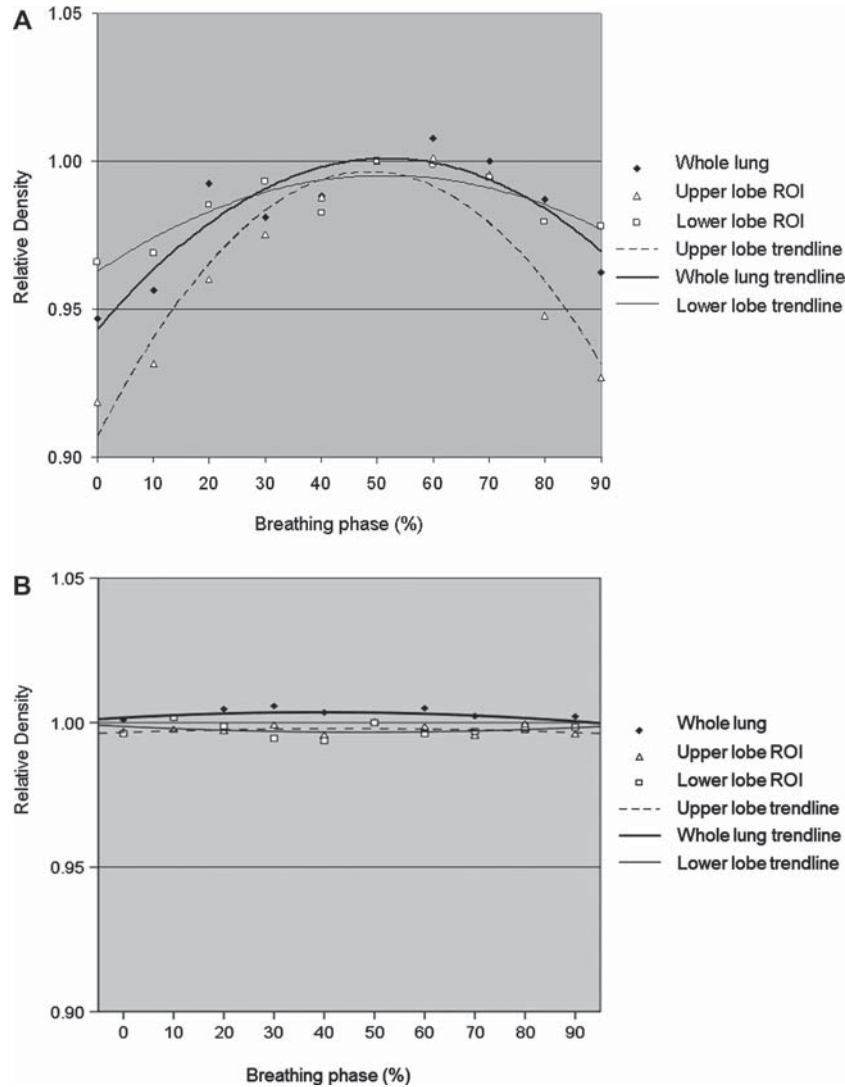 A
1.05
1.00
0.95
0.90
Relative Density
0 10 20 30 40 50 60 70 80 90
Breathing phase (%)
Whole lung
Upper lobe ROI
Lower lobe ROI
Upper lobe trendline
Whole lung trendline
Lower lobe trendline
B
1.05
1.00
0.95
0.90
Relative Density
0 10 20 30 40 50 60 70 80 90
Breathing phase (%)
Whole lung
Upper lobe ROI
Lower lobe ROI
Upper lobe trendline
Whole lung trendline
Lower lobe trendline